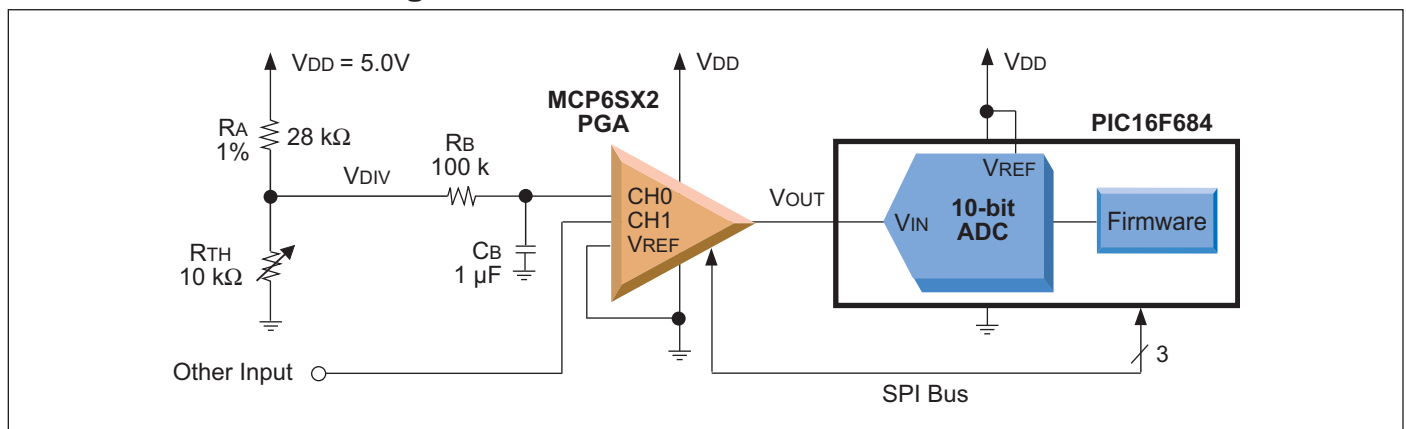 VDD = 5.0V
RA
1%
28 kΩ
VDIV
RB
100 k
CB
1 µF
RTH
10 kΩ
Other Input
MCP6SX2
PGA
VDD
CH0
CH1
VREF
VOUT
SPI Bus
3
VDD
PIC16F684
VREF
VIN
10-bit
ADC
Firmware